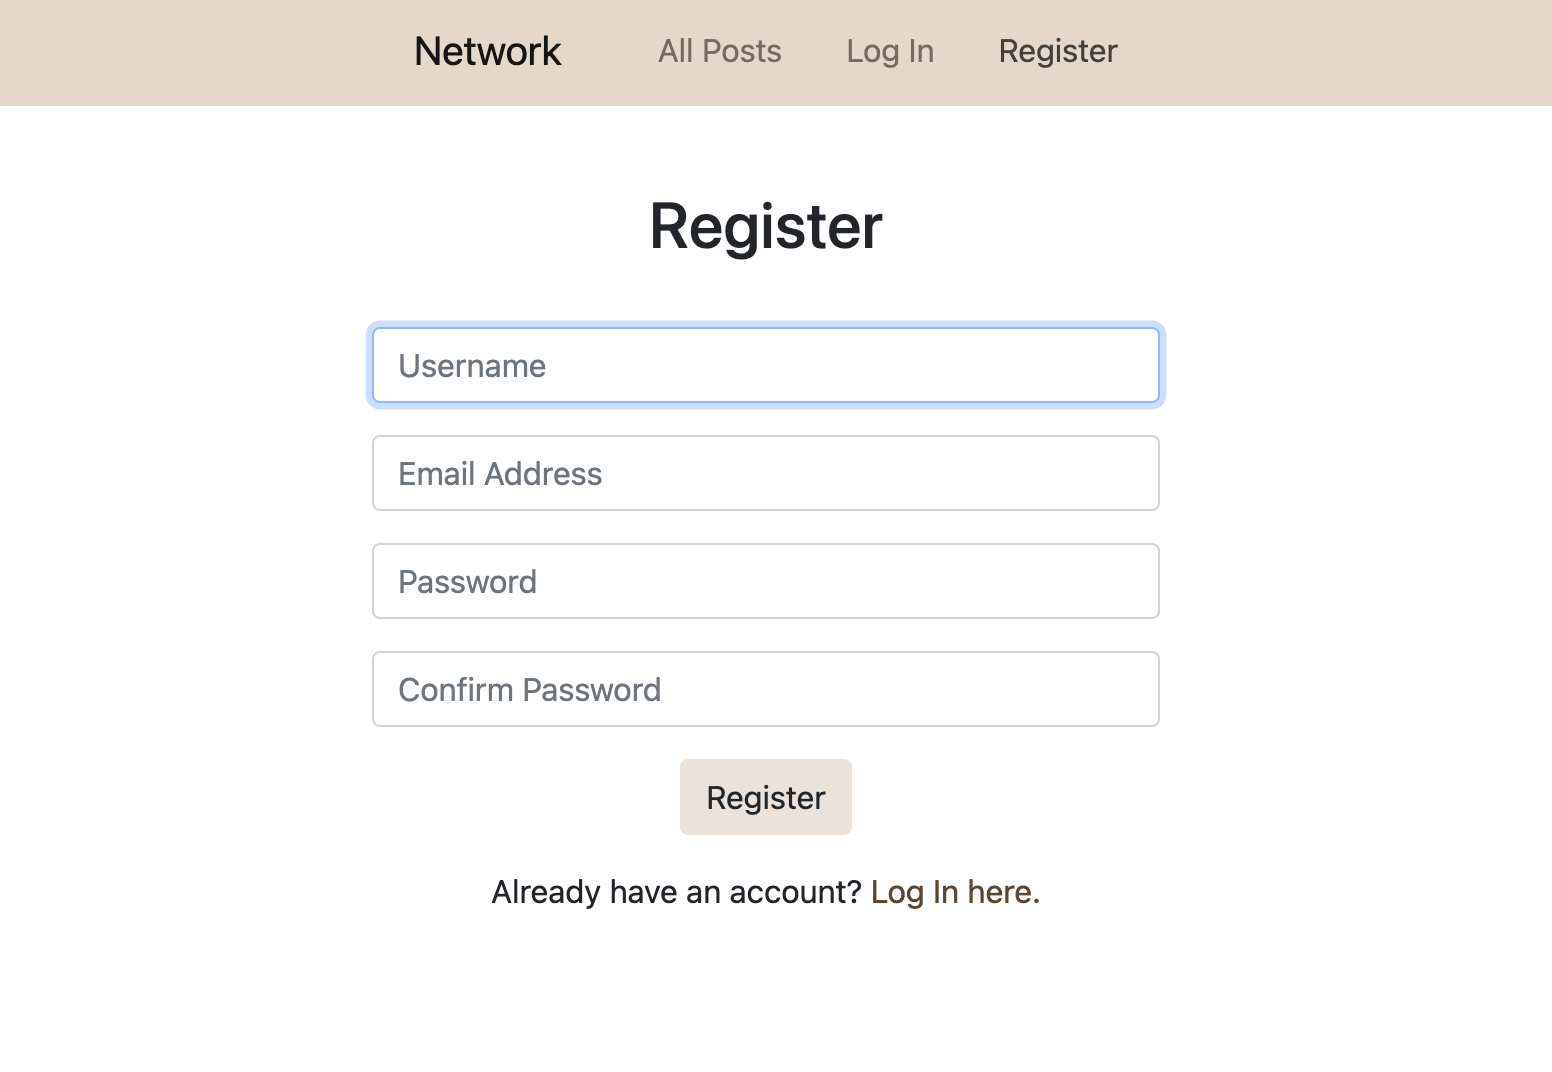 Network All Posts Log In Register
Register
Username
Email Address
Password
Confirm Password
Register
Already have an account? Log In here.